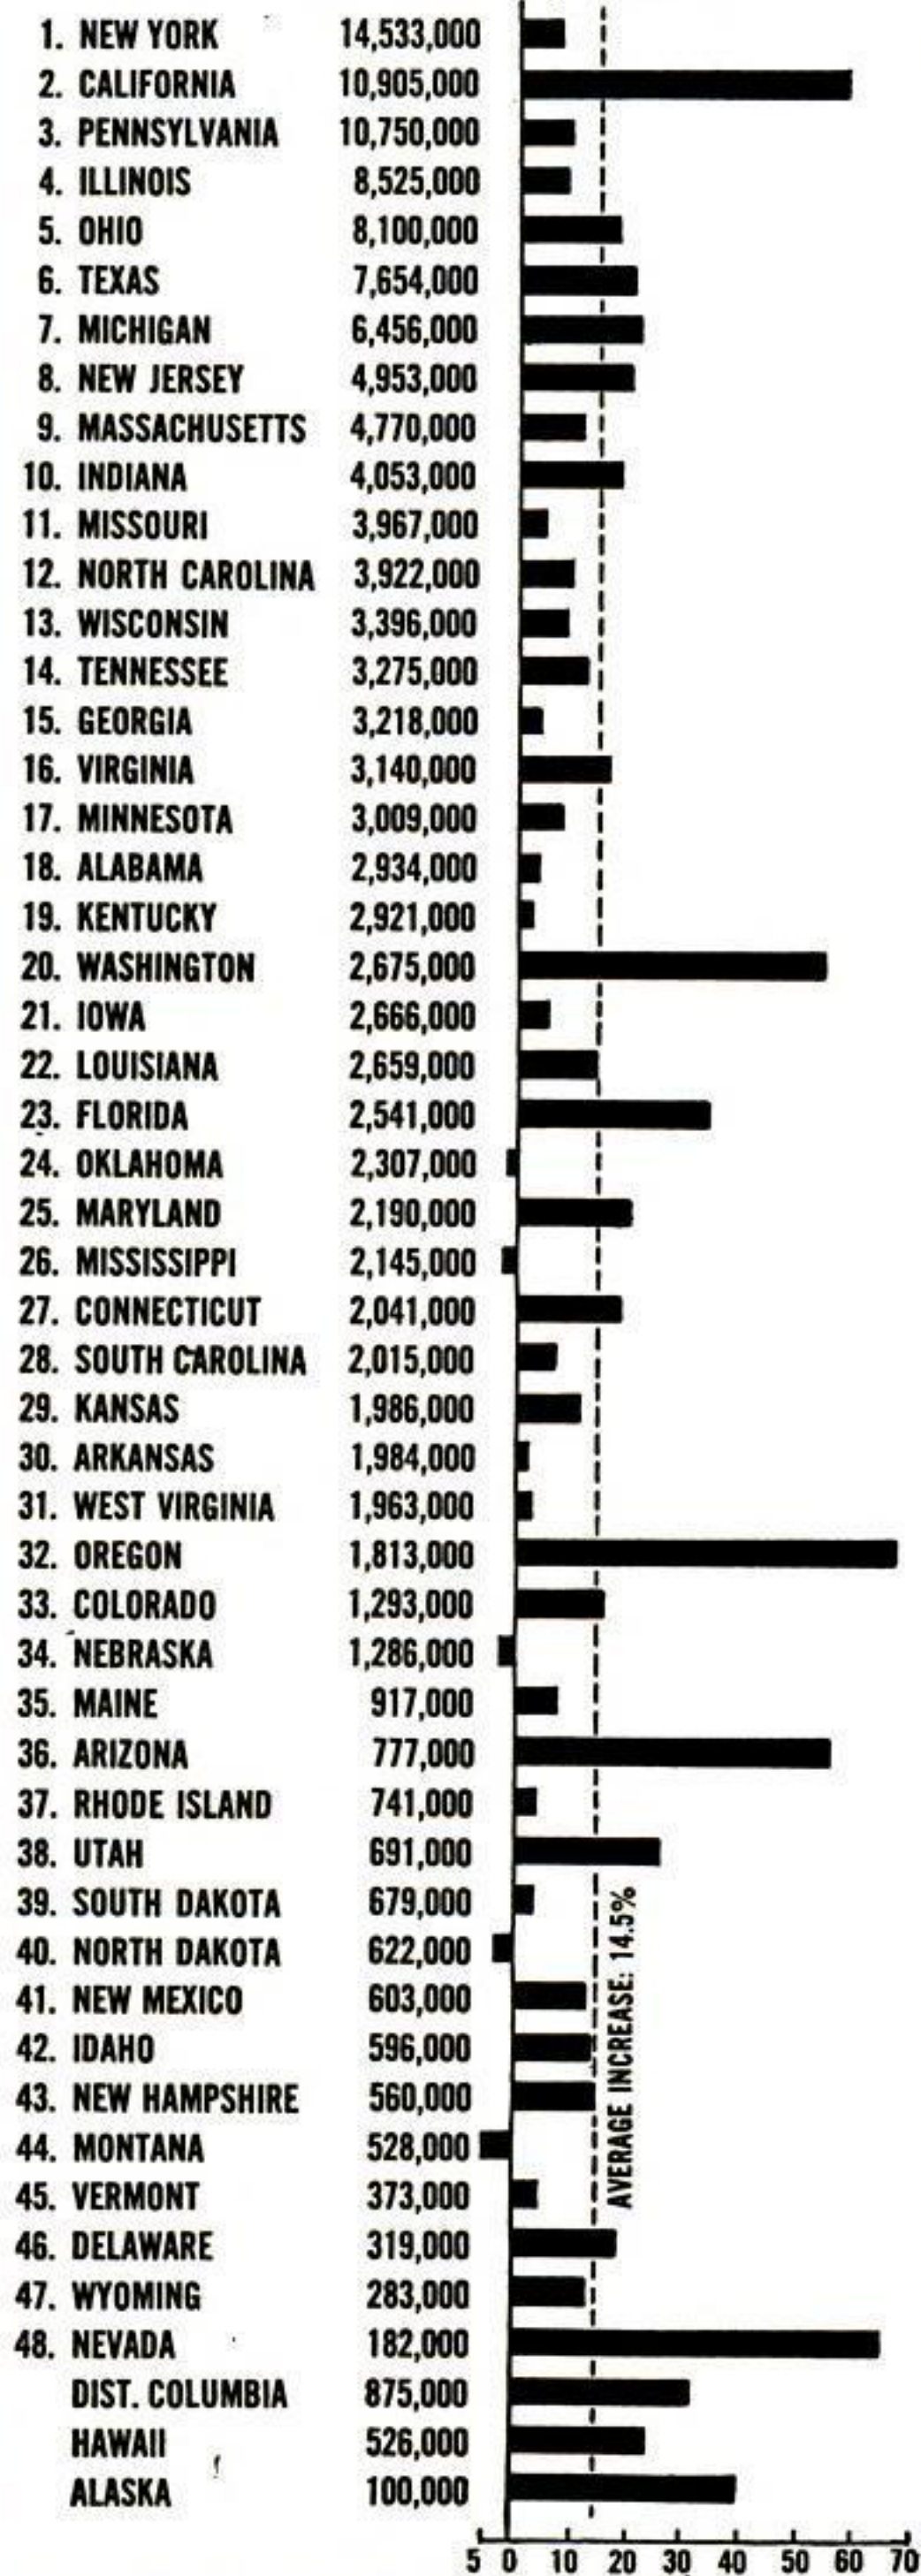 1. NEW YORK 14,533,000
2. CALIFORNIA 10,905,000
3. PENNSYLVANIA 10,750,000
4. ILLINOIS 8,525,000
5. OHIO 8,100,000
6. TEXAS 7,654,000
7. MICHIGAN 6,456,000
8. NEW JERSEY 4,953,000
9. MASSACHUSETTS 4,770,000
10. INDIANA 4,053,000
11. MISSOURI 3,967,000
12. NORTH CAROLINA 3,922,000
13. WISCONSIN 3,396,000
14. TENNESSEE 3,275,000
15. GEORGIA 3,218,000
16. VIRGINIA 3,140,000
17. MINNESOTA 3,009,000
18. ALABAMA 2,934,000
19. KENTUCKY 2,921,000
20. WASHINGTON 2,675,000
21. IOWA 2,666,000
22. LOUISIANA 2,659,000
23. FLORIDA 2,541,000
24. OKLAHOMA 2,307,000
25. MARYLAND 2,190,000
26. MISSISSIPPI 2,145,000
27. CONNECTICUT 2,041,000
28. SOUTH CAROLINA 2,015,000
29. KANSAS 1,986,000
30. ARKANSAS 1,984,000
31. WEST VIRGINIA 1,963,000
32. OREGON 1,813,000
33. COLORADO 1,293,000
34. NEBRASKA 1,286,000
35. MAINE 917,000
36. ARIZONA 777,000
37. RHODE ISLAND 741,000
38. UTAH 691,000
39. SOUTH DAKOTA 679,000
40. NORTH DAKOTA 622,000
41. NEW MEXICO 603,000
42. IDAHO 596,000
43. NEW HAMPSHIRE 560,000
44. MONTANA 528,000
45. VERMONT 373,000
46. DELAWARE 319,000
47. WYOMING 283,000
48. NEVADA 182,000
DIST. COLUMBIA 875,000
HAWAII 526,000
ALASKA 100,000
AVERAGE INCREASE: 14.5%
5 0 10 20 30 40 50 60 70